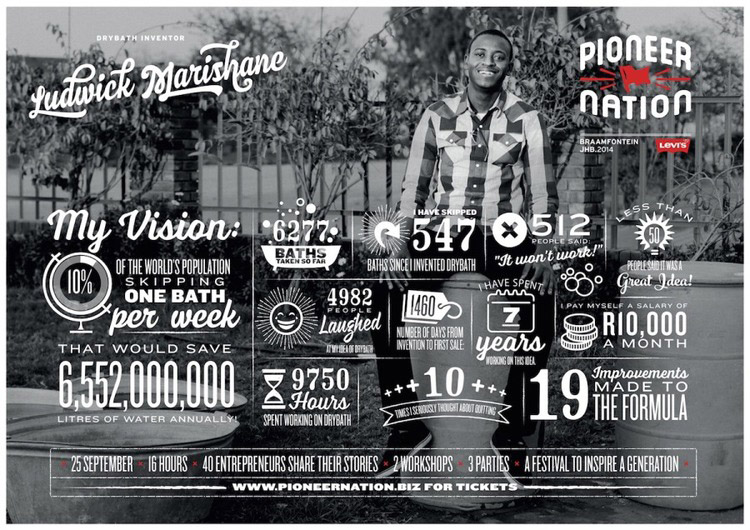 DRYBATH INVENTOR
Ludwick Marishane
PIONEER
NATION
BRAAMFONTEIN
JHB.2014
LEVI'S
My Vision:
10%
OF THE WORLD'S POPULATION
SKIPPING
ONE BATH
per week
THAT WOULD SAVE
6,552,000,000
LITRES OF WATER ANNUALLY!
6277
BATHS
TAKEN SO FAR
I HAVE SKIPPED
547
BATHS SINCE I INVENTED DRYBATH
512
PEOPLE SAID:
"It won't work!"
LESS THAN
50
PEOPLE SAID IT WAS A
Great Idea!
4982
PEOPLE
Laughed
AT MY IDEA OF DRYBATH
1460
NUMBER OF DAYS FROM
INVENTION TO FIRST SALE:
I HAVE SPENT
7
years
WORKING ON THIS IDEA.
I PAY MYSELF A SALARY OF
R10,000
A MONTH
9750
Hours
SPENT WORKING ON DRYBATH
+++10+++
TIMES I SERIOUSLY THOUGHT ABOUT QUITTING
19
Improvements
MADE TO
THE FORMULA
× 25 SEPTEMBER × 16 HOURS × 40 ENTREPRENEURS SHARE THEIR STORIES × 2 WORKSHOPS × 3 PARTIES × A FESTIVAL TO INSPIRE A GENERATION ×
WWW.PIONEERNATION.BIZ FOR TICKETS